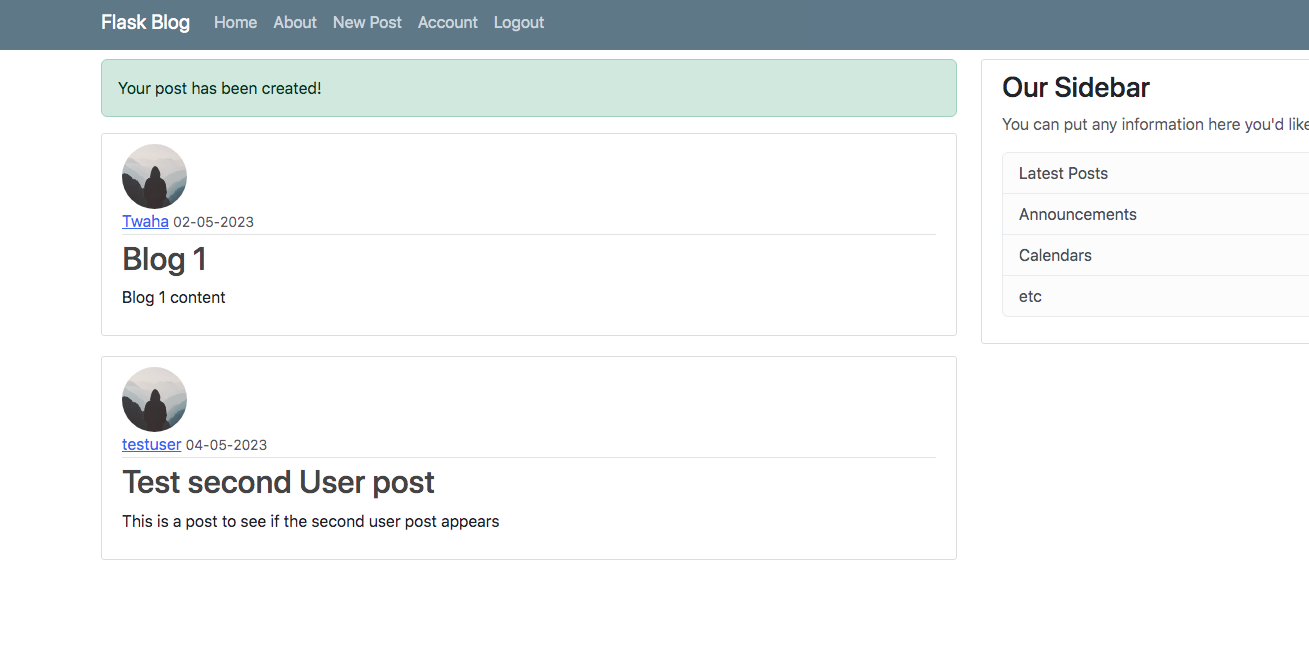 Flask Blog Home About New Post Account Logout
Your post has been created!
Twaha 02-05-2023
Blog 1
Blog 1 content
testuser 04-05-2023
Test second User post
This is a post to see if the second user post appears
Our Sidebar
You can put any information here you'd like
Latest Posts
Announcements
Calendars
etc